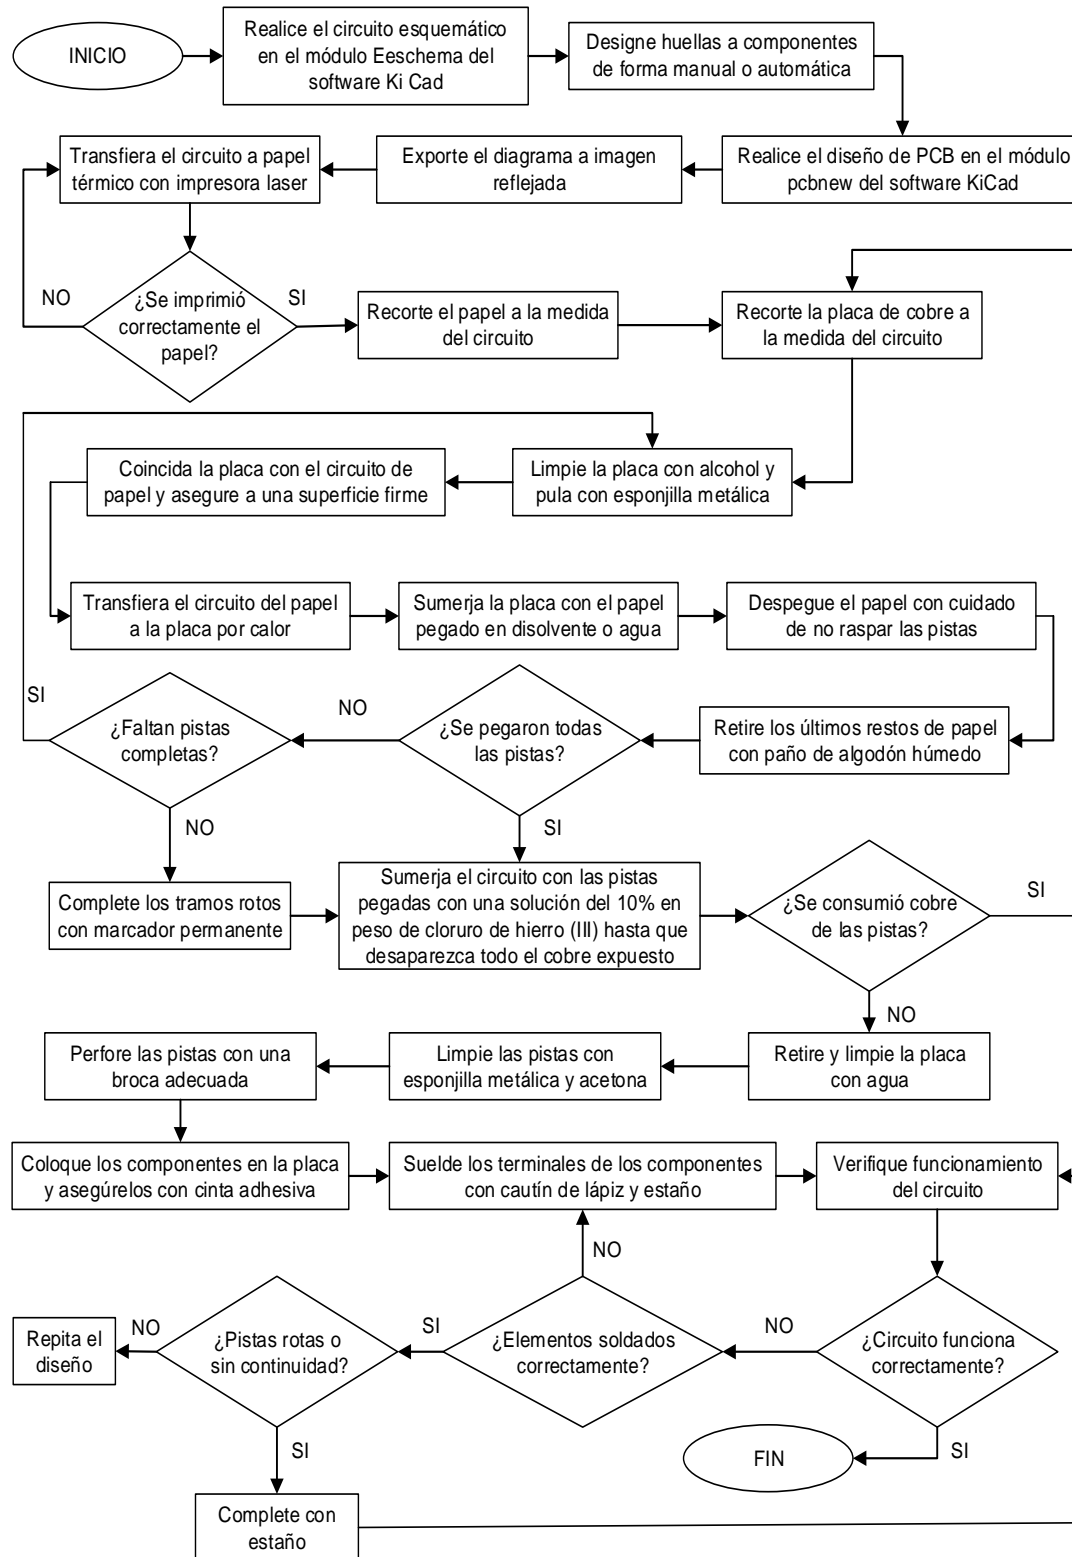 INICIO
Realice el circuito esquemático
en el módulo Eeschema del
software Ki Cad
Designe huellas a componentes
de forma manual o automática
Transfiera el circuito a papel
térmico con impresora laser
Exporte el diagrama a imagen
reflejada
Realice el diseño de PCB en el módulo
pcbnew del software KiCad
NO
¿Se imprimió
correctamente el
papel?
SI
Recorte el papel a la medida
del circuito
Recorte la placa de cobre a
la medida del circuito
Coincida la placa con el circuito de
papel y asegure a una superficie firme
Limpie la placa con alcohol y
pula con esponjilla metálica
Transfiera el circuito del papel
a la placa por calor
Sumerja la placa con el papel
pegado en disolvente o agua
Despegue el papel con cuidado
de no raspar las pistas
SI
¿Faltan pistas
completas?
NO
¿Se pegaron todas
las pistas?
Retire los últimos restos de papel
con paño de algodón húmedo
NO
SI
Complete los tramos rotos
con marcador permanente
Sumerja el circuito con las pistas
pegadas con una solución del 10% en
peso de cloruro de hierro (III) hasta que
desaparezca todo el cobre expuesto
¿Se consumió cobre
de las pistas?
SI
NO
Perfore las pistas con una
broca adecuada
Limpie las pistas con
esponjilla metálica y acetona
Retire y limpie la placa
con agua
Coloque los componentes en la placa
y asegúrelos con cinta adhesiva
Suelde los terminales de los componentes
con cautín de lápiz y estaño
Verifique funcionamiento
del circuito
NO
Repita el
diseño
NO
¿Pistas rotas o
sin continuidad?
SI
¿Elementos soldados
correctamente?
NO
¿Circuito funciona
correctamente?
SI
FIN
SI
Complete con
estaño